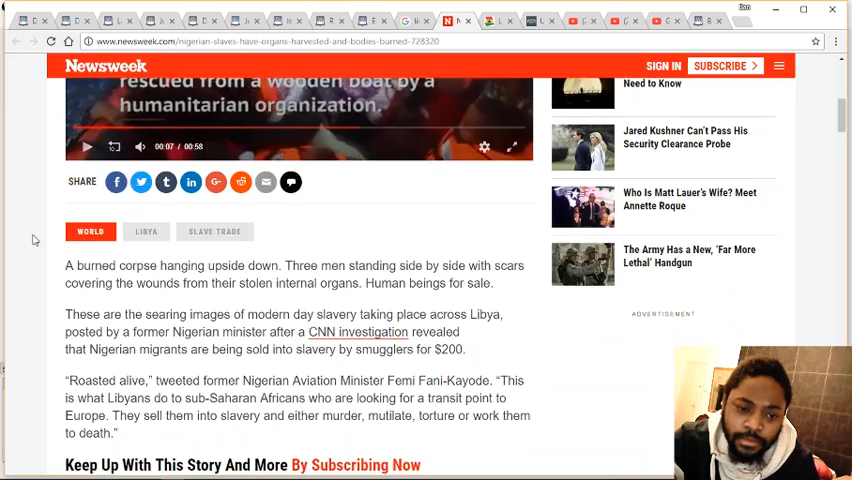 Ron
www.newsweek.com/nigerian-slaves-have-organs-harvested-and-bodies-burned-728320
Newsweek
SIGN IN
SUBSCRIBE
rescued from a wooden boat by a
humanitarian organization.
00:07 / 00:58
SHARE
WORLD
LIBYA
SLAVE TRADE
A burned corpse hanging upside down. Three men standing side by side with scars
covering the wounds from their stolen internal organs. Human beings for sale.
These are the searing images of modern day slavery taking place across Libya,
posted by a former Nigerian minister after a CNN investigation revealed
that Nigerian migrants are being sold into slavery by smugglers for $200.
“Roasted alive,” tweeted former Nigerian Aviation Minister Femi Fani-Kayode. “This
is what Libyans do to sub-Saharan Africans who are looking for a transit point to
Europe. They sell them into slavery and either murder, mutilate, torture or work them
to death.”
Keep Up With This Story And More By Subscribing Now
Need to Know
Jared Kushner Can't Pass His
Security Clearance Probe
Who Is Matt Lauer's Wife? Meet
Annette Roque
The Army Has a New, 'Far More
Lethal' Handgun
ADVERTISEMENT